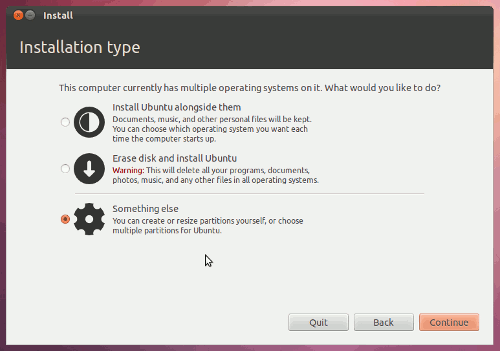 Install
Installation type
This computer currently has multiple operating systems on it. What would you like to do?
Install Ubuntu alongside them
Documents, music, and other personal files will be kept.
You can choose which operating system you want each
time the computer starts up.
Erase disk and install Ubuntu
Warning: This will delete all your programs, documents,
photos, music, and any other files in all operating systems.
Something else
You can create or resize partitions yourself, or choose
multiple partitions for Ubuntu.
Quit
Back
Continue